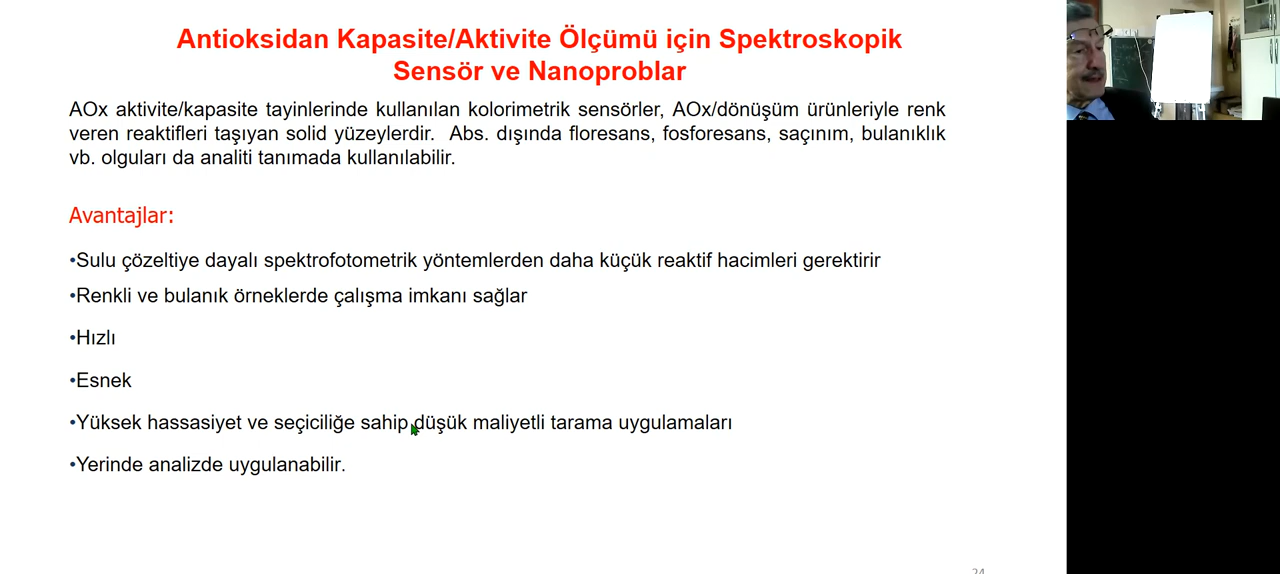 Antioksidan Kapasite/Aktivite Ölçümü için Spektroskopik
Sensör ve Nanoproblar
AOx aktivite/kapasite tayinlerinde kullanılan kolorimetrik sensörler, AOx/dönüşüm ürünleriyle renk
veren reaktifleri taşıyan solid yüzeylerdir. Abs. dışında floresans, fosforesans, saçınım, bulanıklık
vb. olguları da analiti tanımada kullanılabilir.
Avantajlar:
•Sulu çözeltiye dayalı spektrofotometrik yöntemlerden daha küçük reaktif hacimleri gerektirir
•Renkli ve bulanık örneklerde çalışma imkanı sağlar
•Hızlı
•Esnek
•Yüksek hassasiyet ve seçiciliğe sahip düşük maliyetli tarama uygulamaları
•Yerinde analizde uygulanabilir.
24